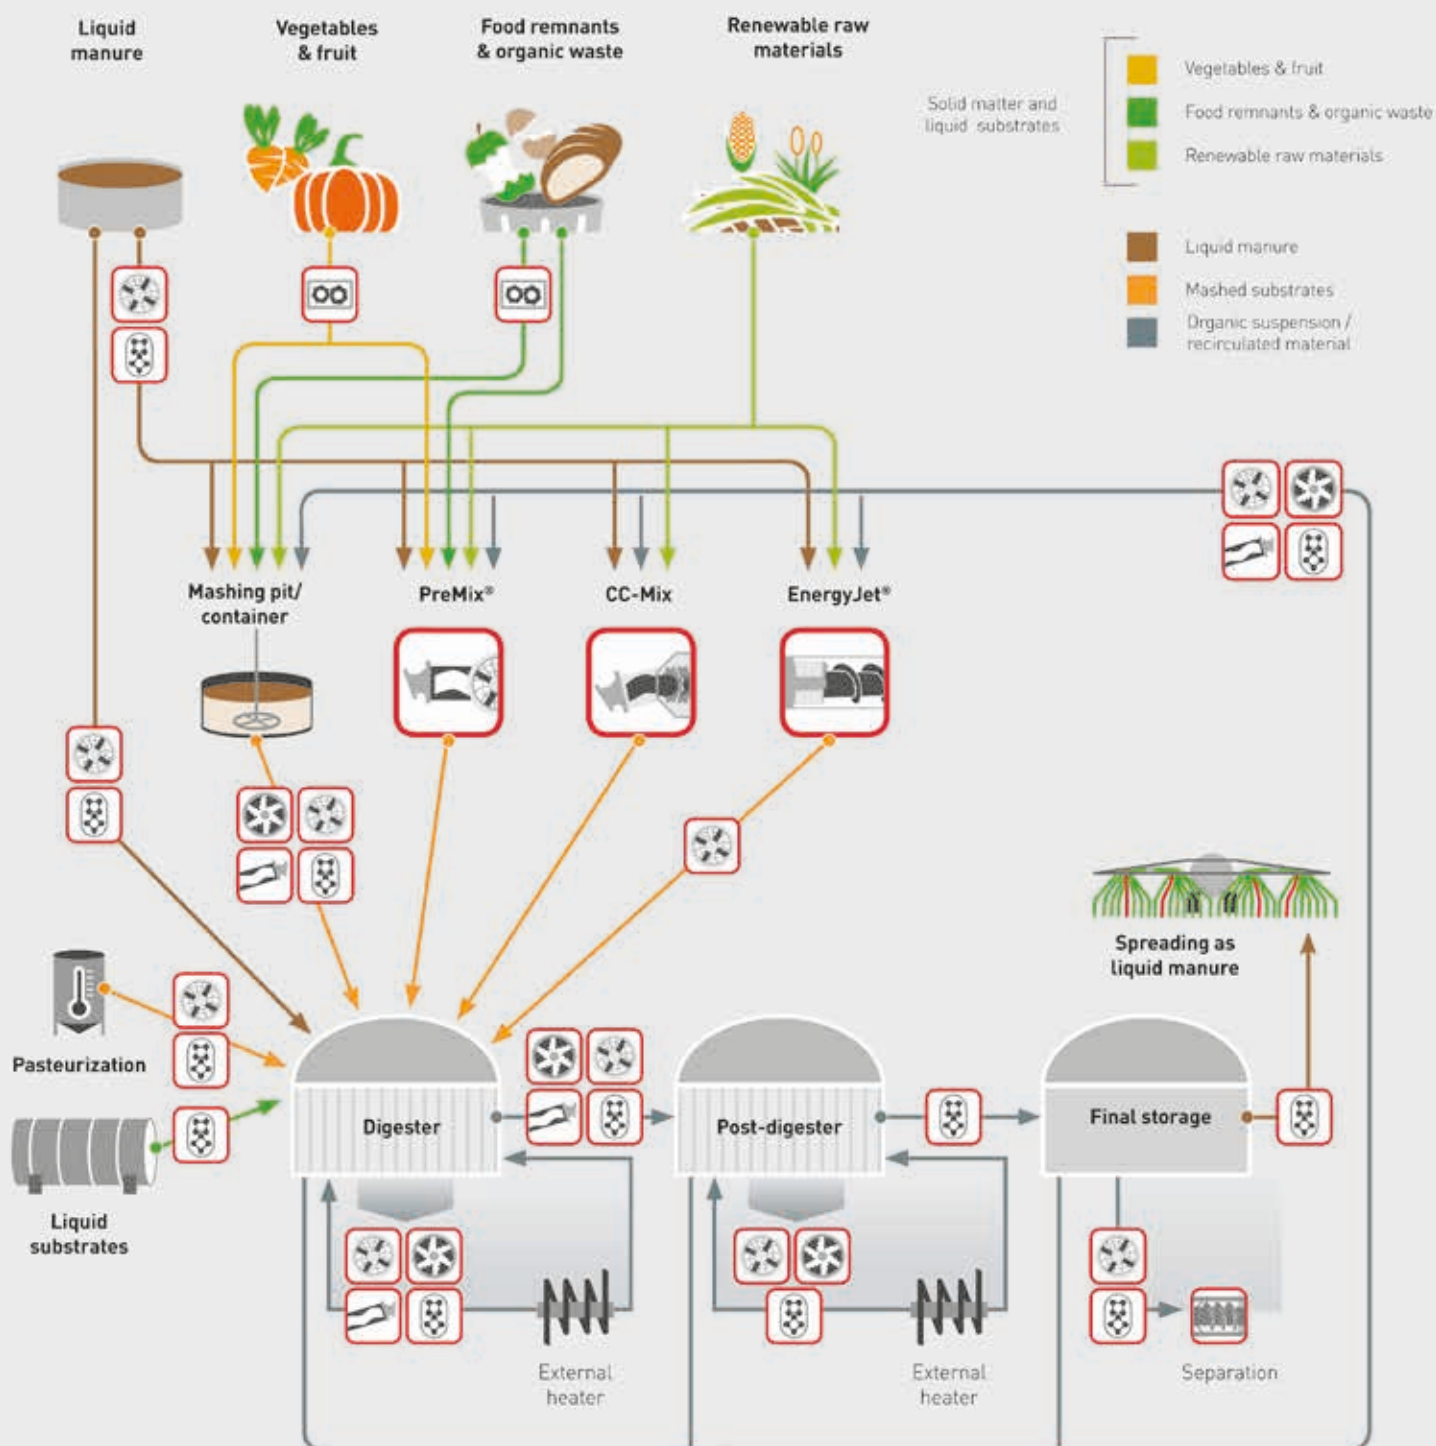 Liquid
manure
Vegetables
& fruit
Food remnants
& organic waste
Renewable raw
materials
Solid matter and
liquid substrates
Vegetables & fruit
Food remnants & organic waste
Renewable raw materials
Liquid manure
Mashed substrates
Organic suspension /
recirculated material
Mashing pit/
container
PreMix®
CC-Mix
EnergyJet®
Spreading as
liquid manure
Pasteurization
Liquid
substrates
Digester
Post-digester
Final storage
External
heater
External
heater
Separation